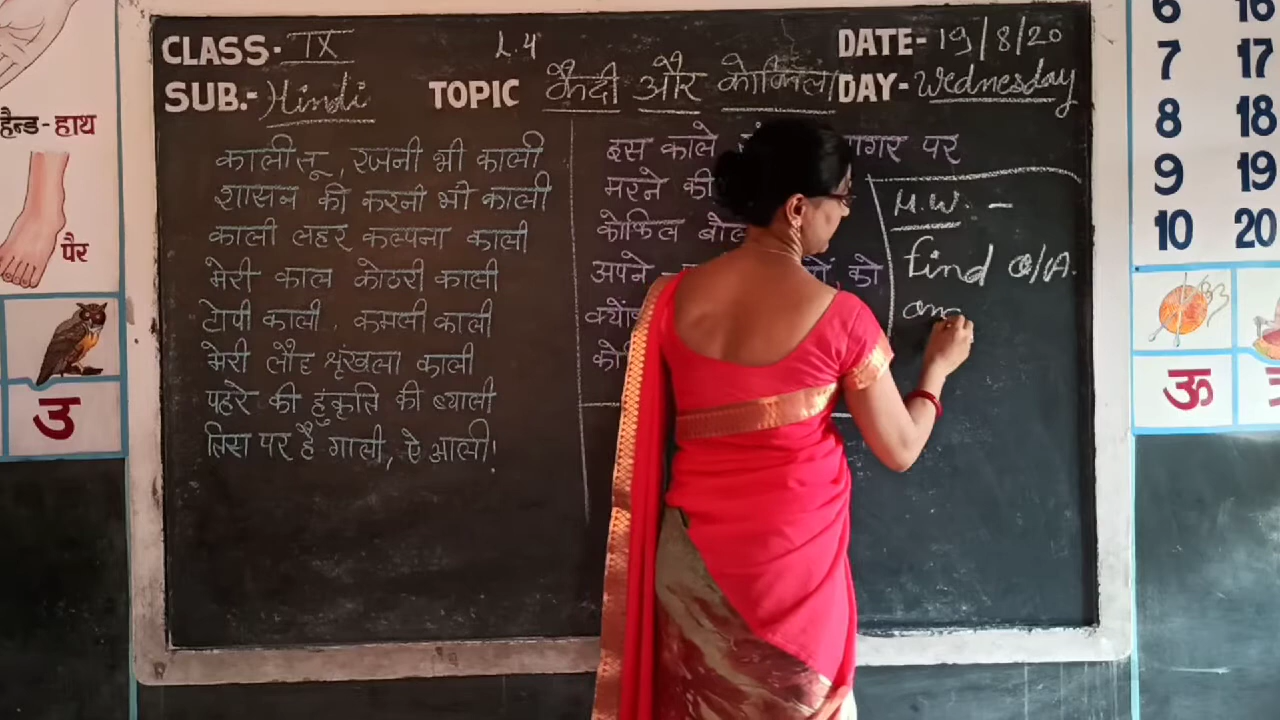 CLASS- IX
L.4
DATE- 19/8/20
SUB.- Hindi
TOPIC कैदी और कोकिला
DAY- Wednesday
काली तू, रजनी भी काली
शासन की करनी भी काली
काली लहर कल्पना काली
मेरी काल कोठरी काली
टोपी काली, कमली काली
मेरी लौह श्रृंखला काली
पहरे की हुंकृति की ब्याली
तिस पर है गाली, ऐ आली!
इस काले पर
मरने की
कोकिल
अपने को
H.W. -
find Q/A.
हैन्ड-हाथ
पैर
उ
6 16
7 17
8 18
9 19
10 20
ऊ